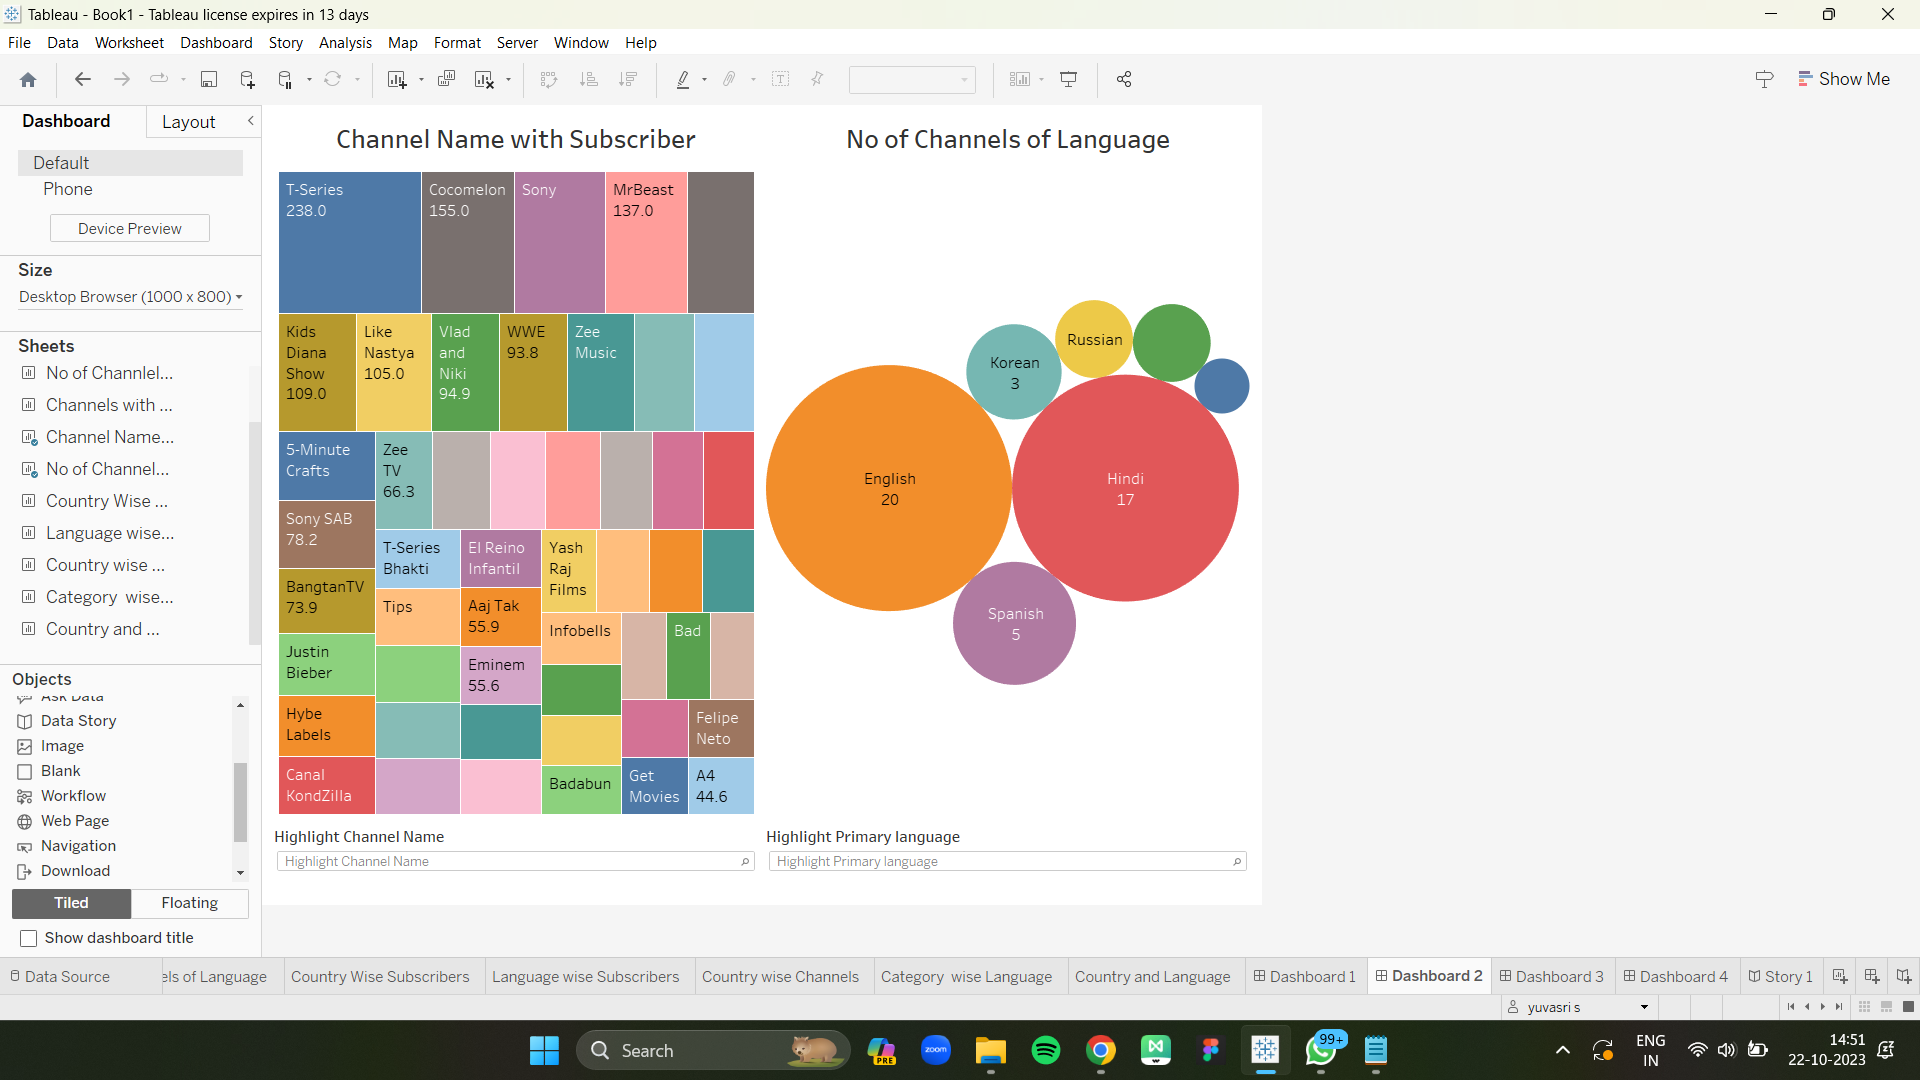 Tableau - Book1 - Tableau license expires in 13 days
File Data Worksheet Dashboard Story Analysis Map Format Server Window Help
Show Me
Dashboard Layout
Default
Phone
Device Preview
Size
Desktop Browser (1000 x 800)
Sheets
No of Channlel...
Channels with ...
Channel Name...
No of Channel...
Country Wise ...
Language wise...
Country wise ...
Category wise...
Country and ...
Objects
Ask Data
Data Story
Image
Blank
Workflow
Web Page
Navigation
Download
Tiled Floating
Show dashboard title
Channel Name with Subscriber
T-Series
238.0
Cocomelon
155.0
Sony
MrBeast
137.0
Kids
Diana
Show
109.0
Like
Nastya
105.0
Vlad
and
Niki
94.9
WWE
93.8
Zee
Music
5-Minute
Crafts
Zee
TV
66.3
Sony SAB
78.2
T-Series
Bhakti
El Reino
Infantil
Yash
Raj
Films
BangtanTV
73.9
Tips
Aaj Tak
55.9
Infobells
Bad
Justin
Bieber
Eminem
55.6
Hybe
Labels
Felipe
Neto
Canal
KondZilla
Badabun
Get
Movies
A4
44.6
Highlight Channel Name
Highlight Channel Name
No of Channels of Language
Russian
Korean
3
English
20
Hindi
17
Spanish
5
Highlight Primary language
Highlight Primary language
Data Source els of Language Country Wise Subscribers Language wise Subscribers Country wise Channels Category wise Language Country and Language Dashboard 1 Dashboard 2 Dashboard 3 Dashboard 4 Story 1
yuvasri s
Search
PRE
zoom
99+
ENG
IN
14:51
22-10-2023